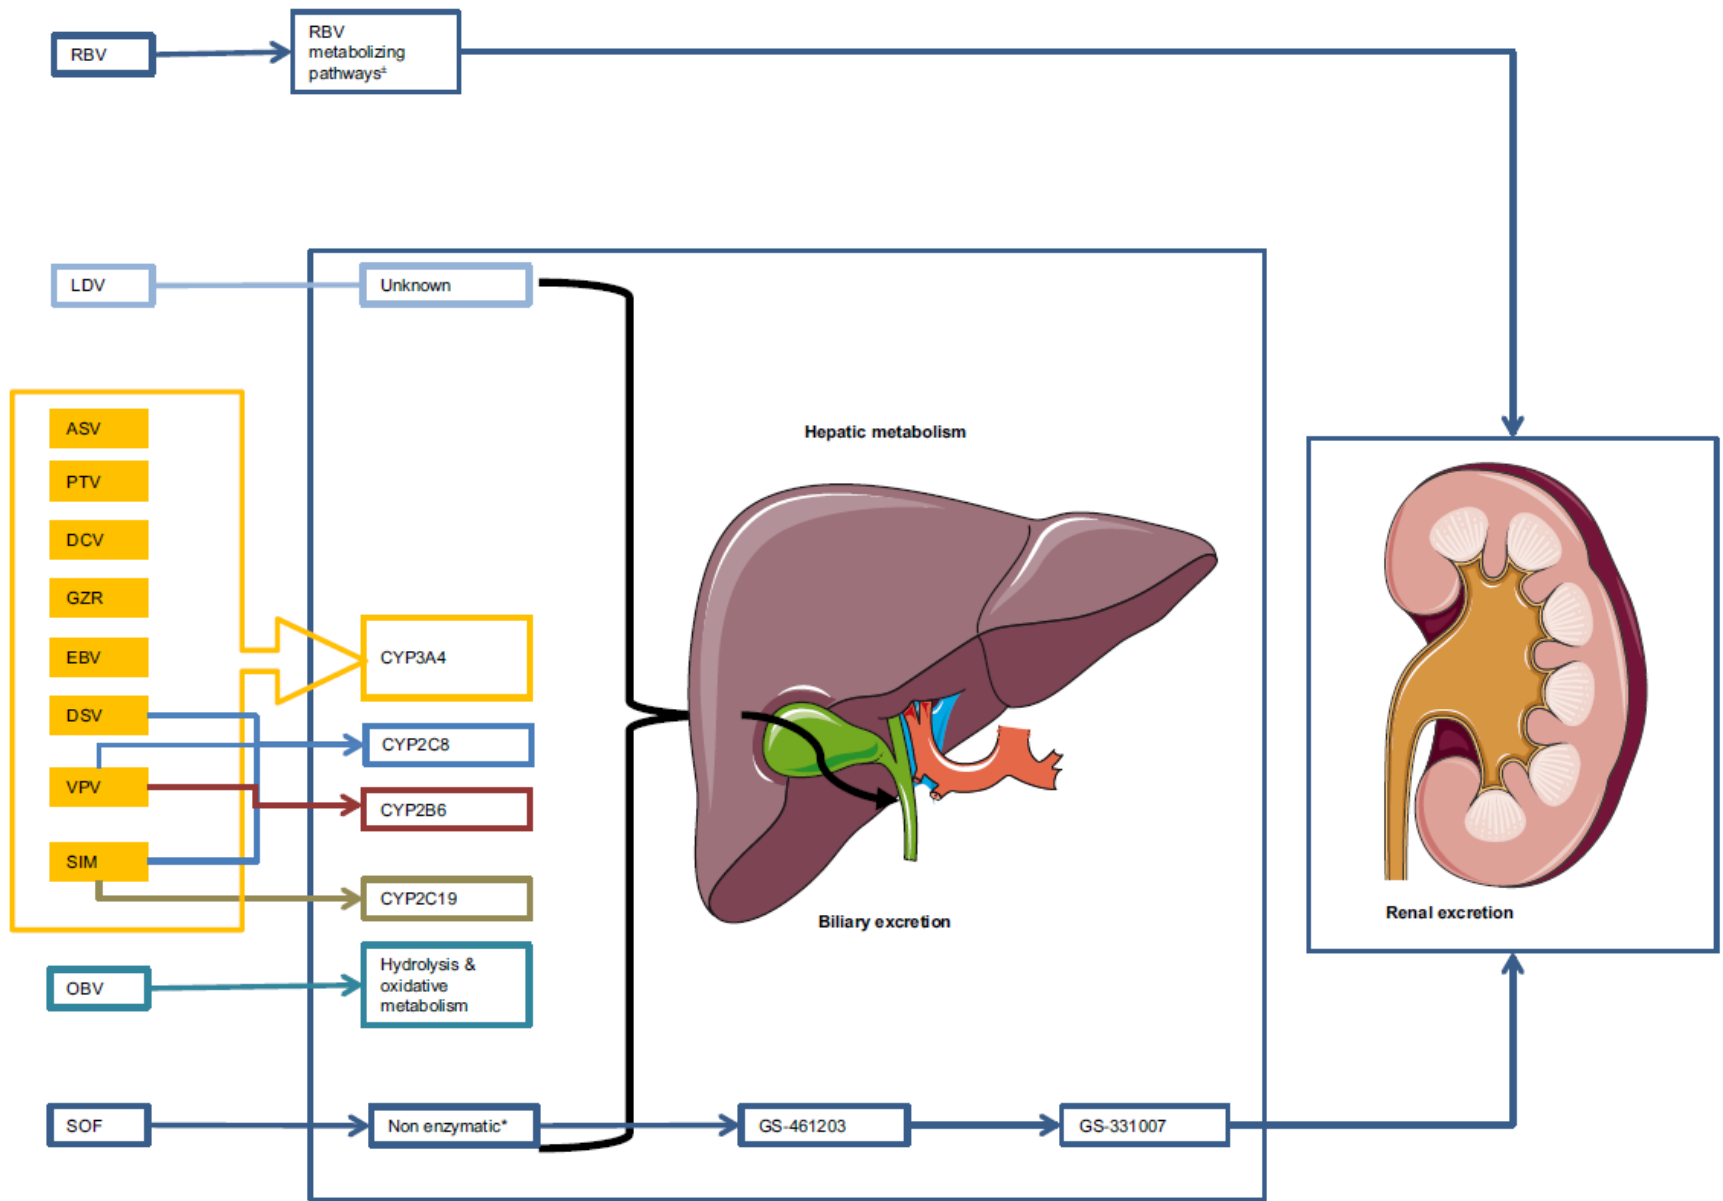 RBV
RBV
metabolizing
pathways±
LDV
Unknown
ASV
PTV
DCV
GZR
EBV
DSV
VPV
SIM
CYP3A4
CYP2C8
CYP2B6
CYP2C19
OBV
Hydrolysis &
oxidative
metabolism
SOF
Non enzymatic*
GS-461203
GS-331007
Hepatic metabolism
Biliary excretion
Renal excretion